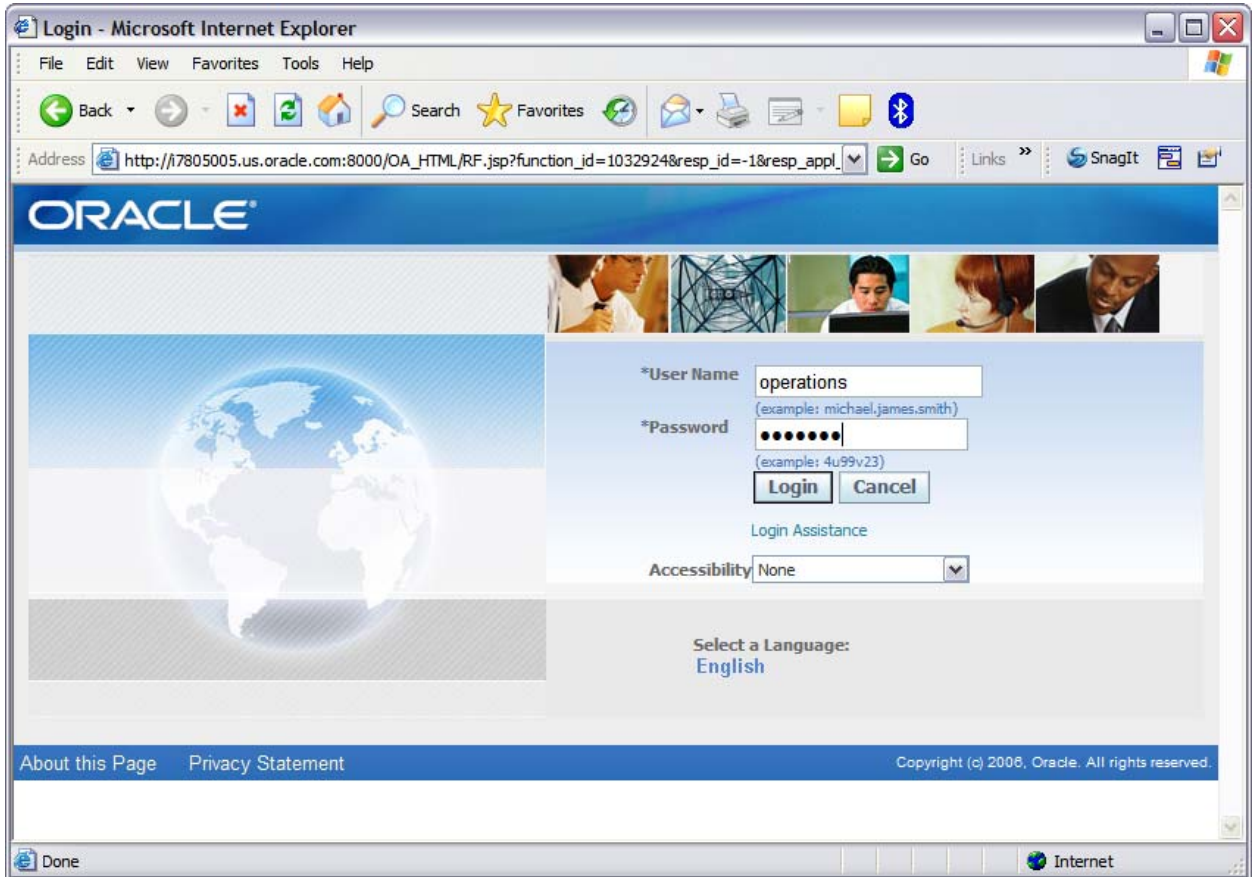 Login - Microsoft Internet Explorer
File Edit View Favorites Tools Help
Back Search Favorites
Address http://i7805005.us.oracle.com:8000/OA_HTML/RF.jsp?function_id=1032924&resp_id=-1&resp_appl_ Go Links » SnagIt
ORACLE®
*User Name operations
(example: michael.james.smith)
*Password •••••••
(example: 4u99v23)
Login Cancel
Login Assistance
Accessibility None
Select a Language:
English
About this Page Privacy Statement Copyright (c) 2006, Oracle. All rights reserved.
Done Internet